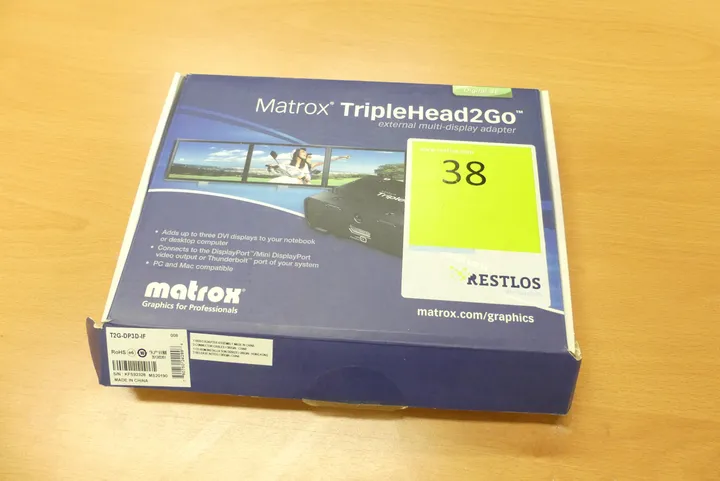 Matrox® TripleHead2Go™
external multi-display adapter
38
Triple
• Adds up to three DVI displays to your notebook
or desktop computer
• Connects to the DisplayPort™/Mini DisplayPort
video output or Thunderbolt™ port of your system
• PC and Mac compatible
RESTLOS
matrox®
Graphics for Professionals
matrox.com/graphics
T2G-DP3D-IF
RoHS
MADE IN CHINA